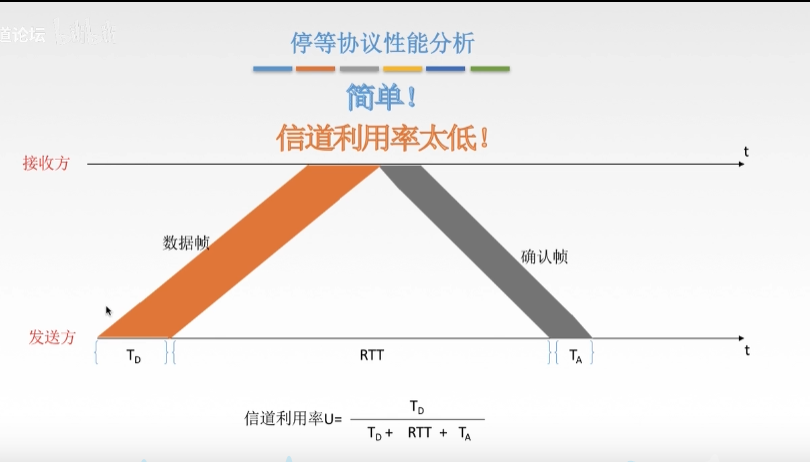 道论坛
停等协议性能分析
简单！
信道利用率太低！
接收方
t
数据帧
确认帧
发送方
t
T_D
RTT
T_A
信道利用率U=
T_D
T_D + RTT + T_A